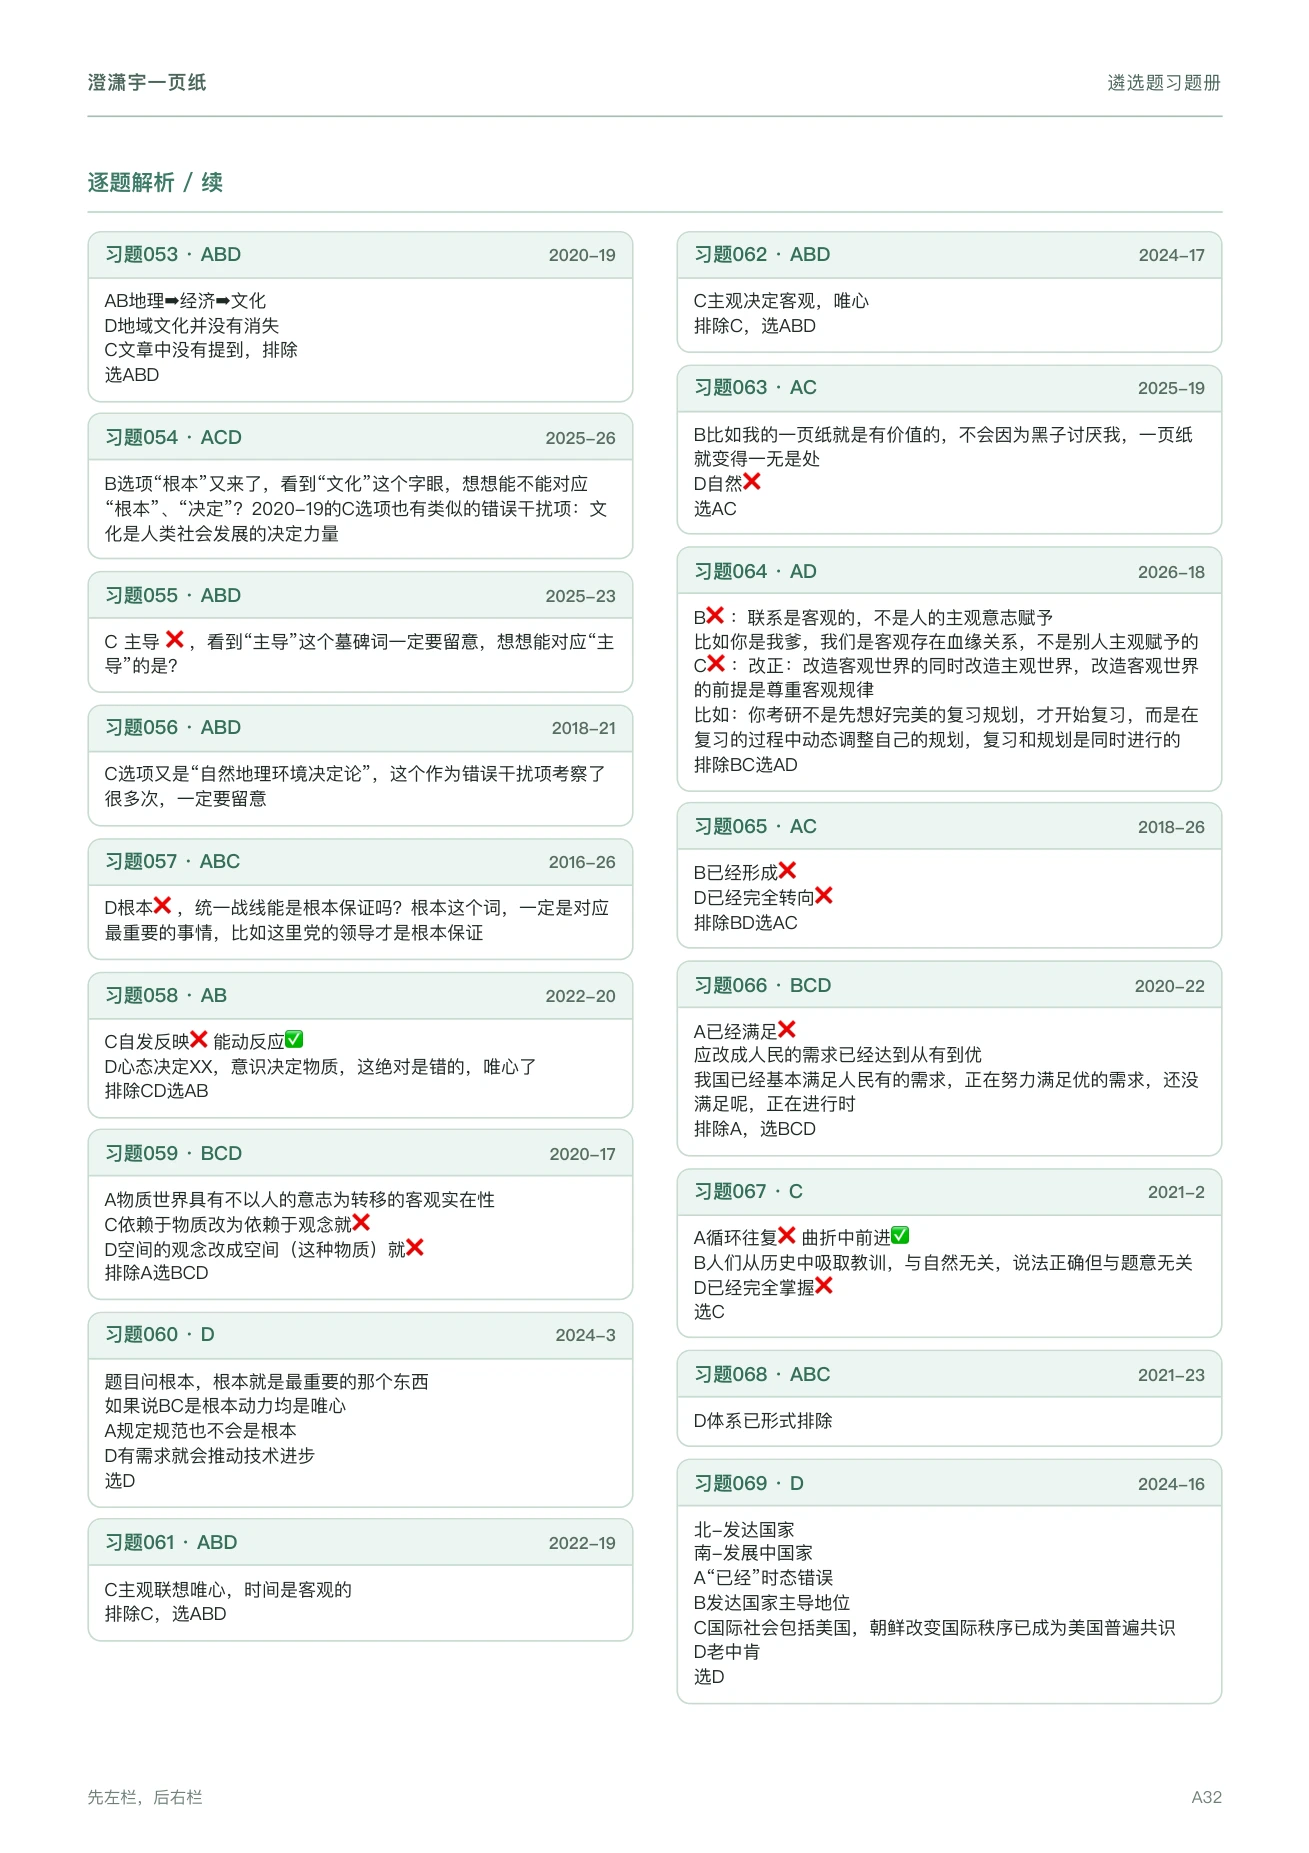 澄潇宇一页纸
遴选题习题册
逐题解析 / 续
习题053 · ABD
2020-19
AB地理➡经济➡文化
D地域文化并没有消失
C文章中没有提到，排除
选ABD
习题054 · ACD
2025-26
B选项“根本”又来了，看到“文化”这个字眼，想想能不能对应
“根本”、“决定”？2020-19的C选项也有类似的错误干扰项：文
化是人类社会发展的决定力量
习题055 · ABD
2025-23
C 主导 ❌ ，看到“主导”这个墓碑词一定要留意，想想能对应“主
导”的是？
习题056 · ABD
2018-21
C选项又是“自然地理环境决定论”，这个作为错误干扰项考察了
很多次，一定要留意
习题057 · ABC
2016-26
D根本❌ ，统一战线能是根本保证吗？根本这个词，一定是对应
最重要的事情，比如这里党的领导才是根本保证
习题058 · AB
2022-20
C自发反映❌ 能动反应✅
D心态决定XX，意识决定物质，这绝对是错的，唯心了
排除CD选AB
习题059 · BCD
2020-17
A物质世界具有不以人的意志为转移的客观实在性
C依赖于物质改为依赖于观念就❌
D空间的观念改成空间（这种物质）就❌
排除A选BCD
习题060 · D
2024-3
题目问根本，根本就是最重要的那个东西
如果说BC是根本动力均是唯心
A规定规范也不会是根本
D有需求就会推动技术进步
选D
习题061 · ABD
2022-19
C主观联想唯心，时间是客观的
排除C，选ABD
习题062 · ABD
2024-17
C主观决定客观，唯心
排除C，选ABD
习题063 · AC
2025-19
B比如我的一页纸就是有价值的，不会因为黑子讨厌我，一页纸
就变得一无是处
D自然❌
选AC
习题064 · AD
2026-18
B❌ ：联系是客观的，不是人的主观意志赋予
比如你是我爹，我们是客观存在血缘关系，不是别人主观赋予的
C❌ ：改正：改造客观世界的同时改造主观世界，改造客观世界
的前提是尊重客观规律
比如：你考研不是先想好完美的复习规划，才开始复习，而是在
复习的过程中动态调整自己的规划，复习和规划是同时进行的
排除BC选AD
习题065 · AC
2018-26
B已经形成❌
D已经完全转向❌
排除BD选AC
习题066 · BCD
2020-22
A已经满足❌
应改成人民的需求已经达到从有到优
我国已经基本满足人民有的需求，正在努力满足优的需求，还没
满足呢，正在进行时
排除A，选BCD
习题067 · C
2021-2
A循环往复❌ 曲折中前进✅
B人们从历史中吸取教训，与自然无关，说法正确但与题意无关
D已经完全掌握❌
选C
习题068 · ABC
2021-23
D体系已形式排除
习题069 · D
2024-16
北-发达国家
南-发展中国家
A“已经”时态错误
B发达国家主导地位
C国际社会包括美国，朝鲜改变国际秩序已成为美国普遍共识
D老中肯
选D
先左栏，后右栏
A32